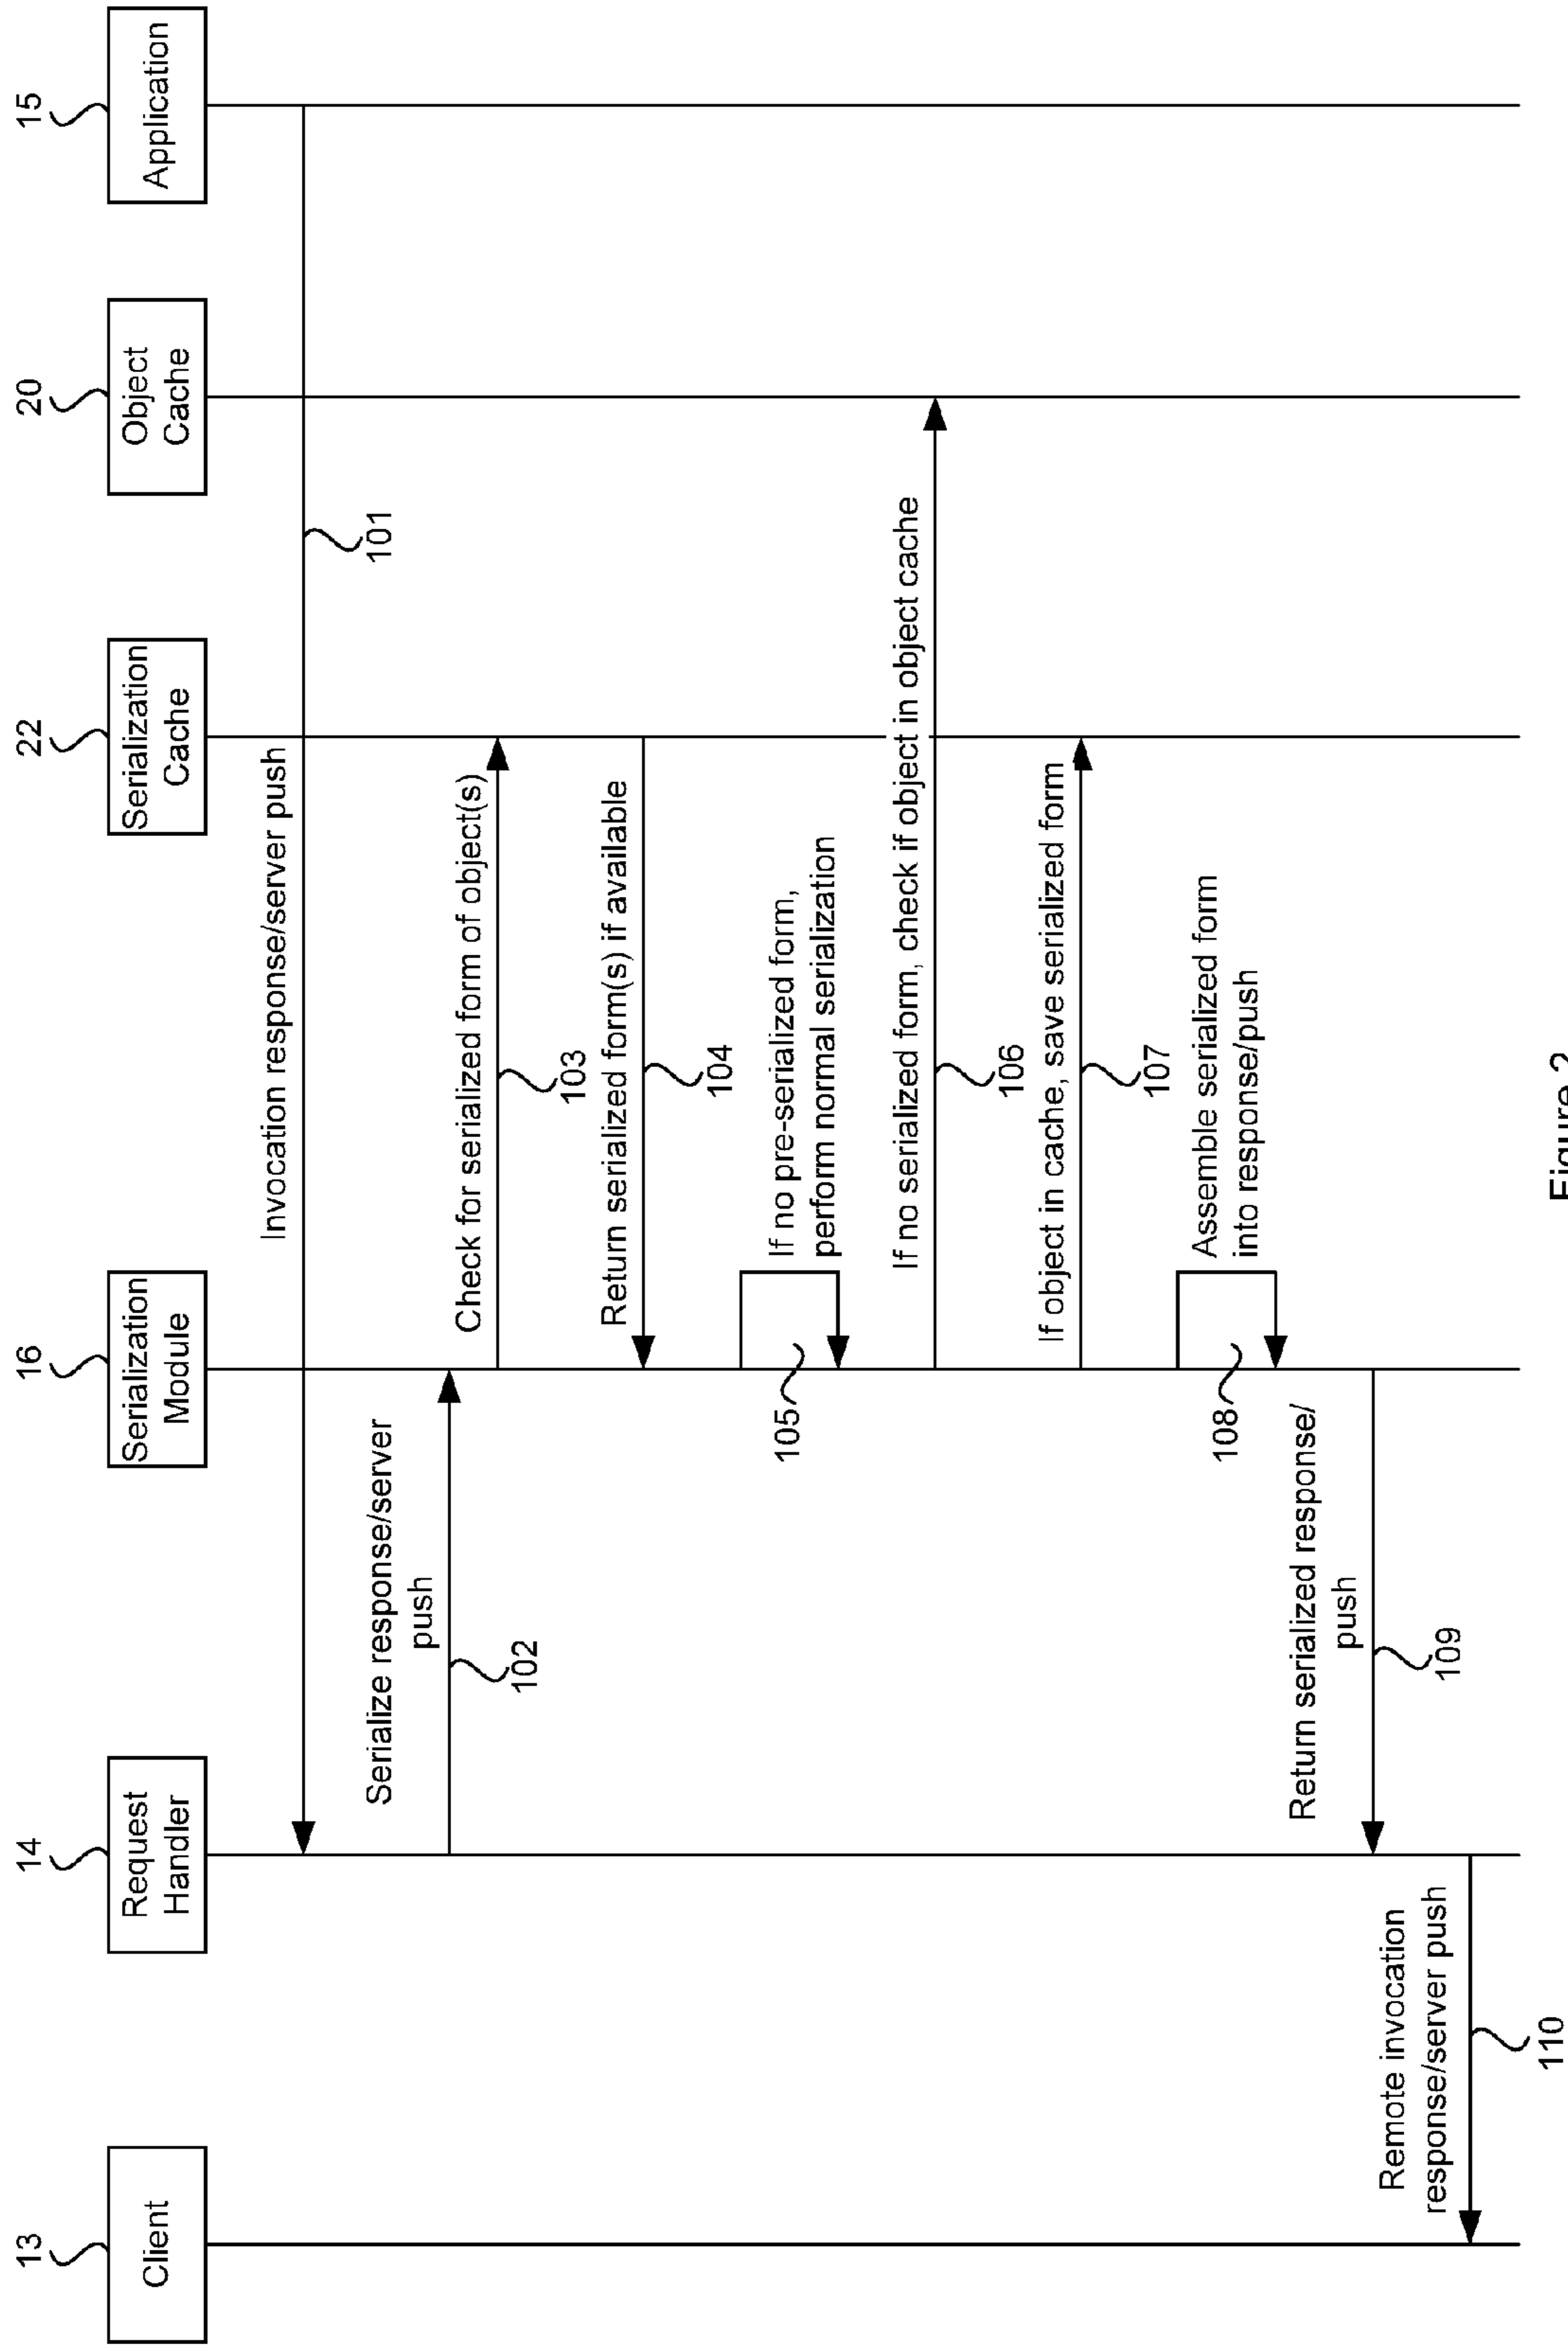 13
14
16
22
20
15
Client
Request
Handler
Serialization
Module
Serialization
Cache
Object
Cache
Application
Invocation response/server push
101
Serialize response/server
push
102
Check for serialized form of object(s)
103
Return serialized form(s) if available
104
If no pre-serialized form,
perform normal serialization
105
If no serialized form, check if object in object cache
106
If object in cache, save serialized form
107
Assemble serialized form
into response/push
108
Return serialized response/
push
109
Remote invocation
response/server push
110
Figure 2